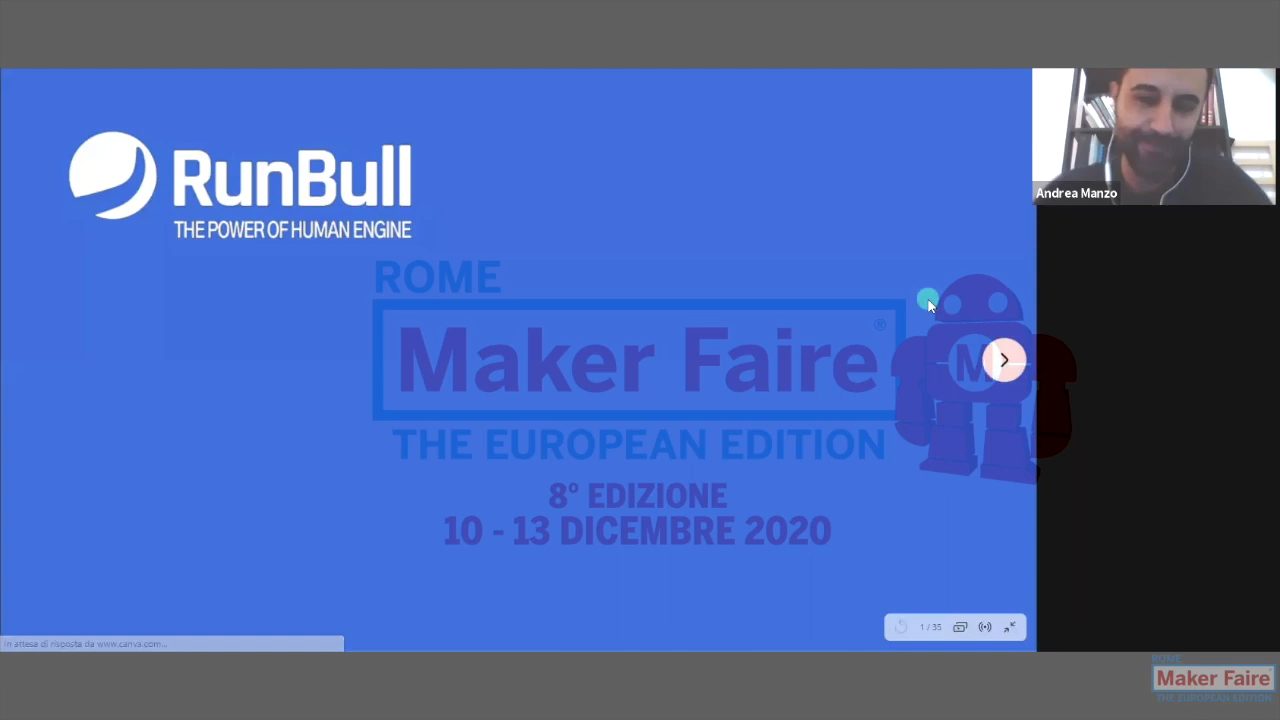 RunBull
THE POWER OF HUMAN ENGINE
Andrea Manzo
ROME
Maker Faire®
THE EUROPEAN EDITION
M
8° EDIZIONE
10 - 13 DICEMBRE 2020
1 / 35
In attesa di risposta da www.canva.com...
ROME
Maker Faire
THE EUROPEAN EDITION